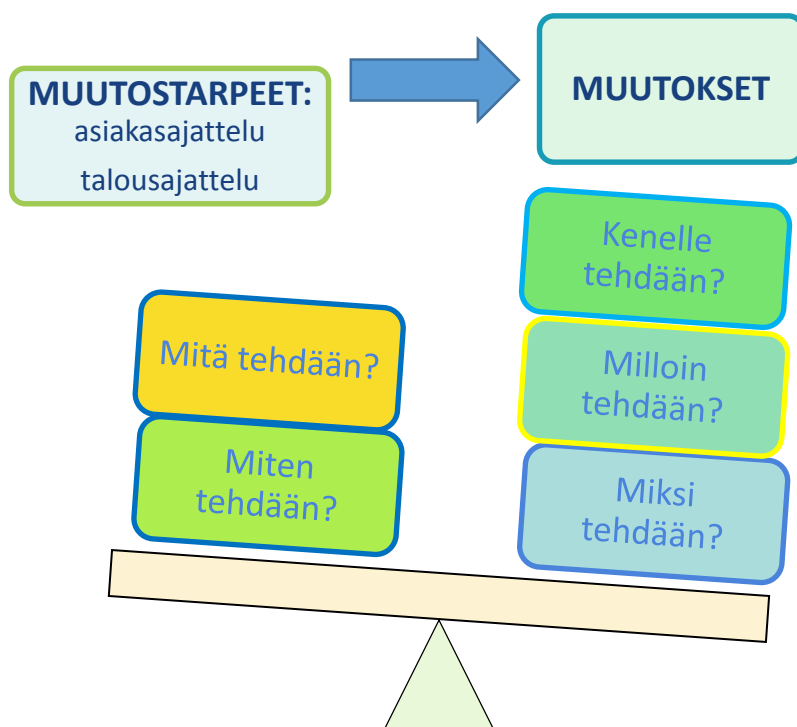 MUUTOSTARPEET:
asiakasajattelu
talousajattelu
MUUTOKSET
Mitä tehdään?
Miten
tehdään?
Kenelle
tehdään?
Milloin
tehdään?
Miksi
tehdään?